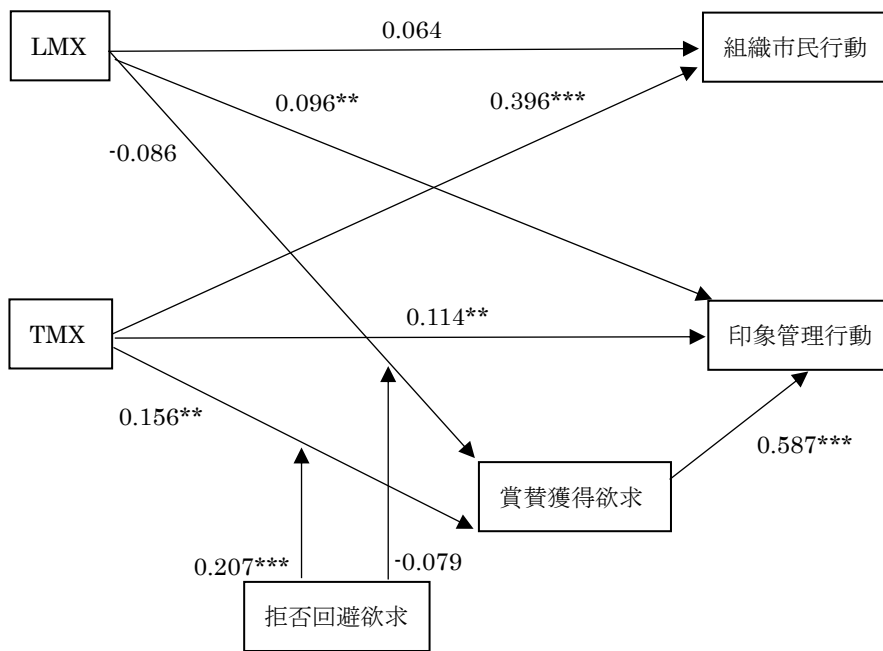 LMX
0.064
組織市民行動
0.096**
0.396***
-0.086
TMX
0.114**
印象管理行動
0.156**
賞賛獲得欲求
0.587***
0.207***
-0.079
拒否回避欲求